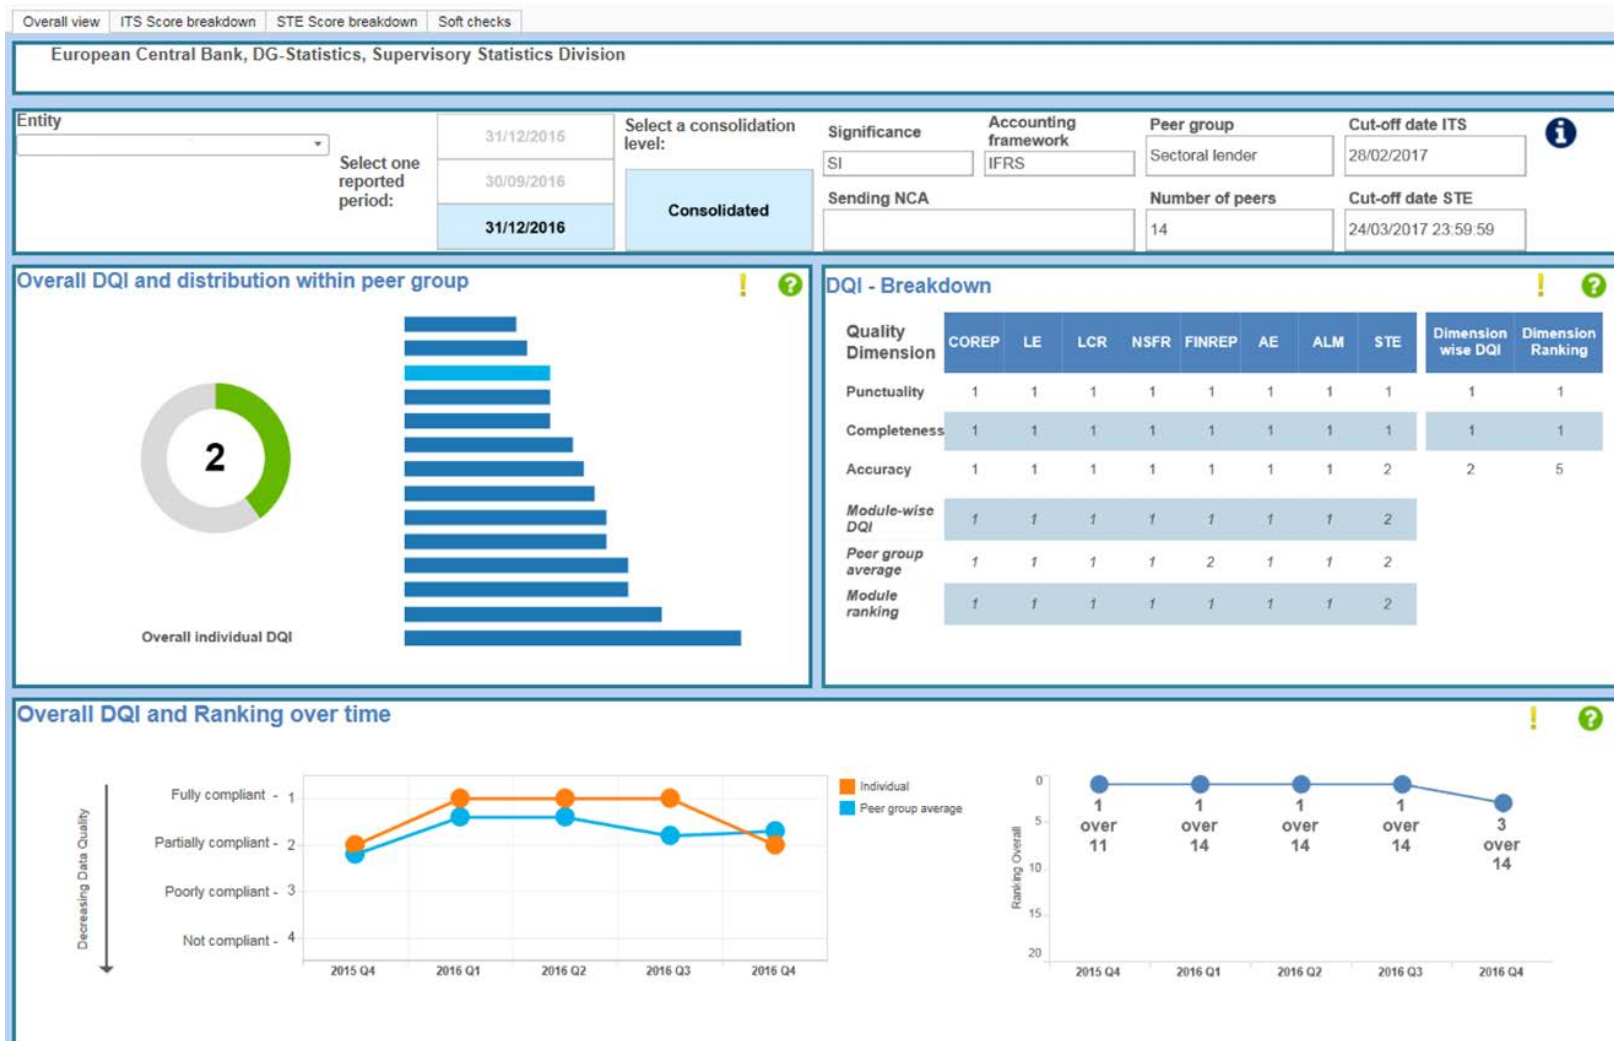 Overall view ITS Score breakdown STE Score breakdown Soft checks
European Central Bank, DG-Statistics, Supervisory Statistics Division
Entity
Select one
reported
period:
31/12/2015
30/09/2016
31/12/2016
Select a consolidation
level:
Consolidated
Significance
SI
Accounting
framework
IFRS
Peer group
Sectoral lender
Cut-off date ITS
28/02/2017
Sending NCA
Number of peers
14
Cut-off date STE
24/03/2017 23:59:59
Overall DQI and distribution within peer group ! ?
2
Overall individual DQI
DQI - Breakdown ! ?
Quality
Dimension
COREP LE LCR NSFR FINREP AE ALM STE
Dimension
wise DQI
Dimension
Ranking
Punctuality 1 1 1 1 1 1 1 1 1 1
Completeness 1 1 1 1 1 1 1 1 1 1
Accuracy 1 1 1 1 1 1 1 2 2 5
Module-wise
DQI
1 1 1 1 1 1 1 2
Peer group
average
1 1 1 1 2 1 1 2
Module
ranking
1 1 1 1 1 1 1 2
Overall DQI and Ranking over time ! ?
Decreasing Data Quality
Fully compliant - 1
Partially compliant - 2
Poorly compliant - 3
Not compliant - 4
2015 Q4 2016 Q1 2016 Q2 2016 Q3 2016 Q4
Individual
Peer group average
Ranking Overall
0
5
10
15
20
1
over
11
1
over
14
1
over
14
1
over
14
3
over
14
2015 Q4 2016 Q1 2016 Q2 2016 Q3 2016 Q4